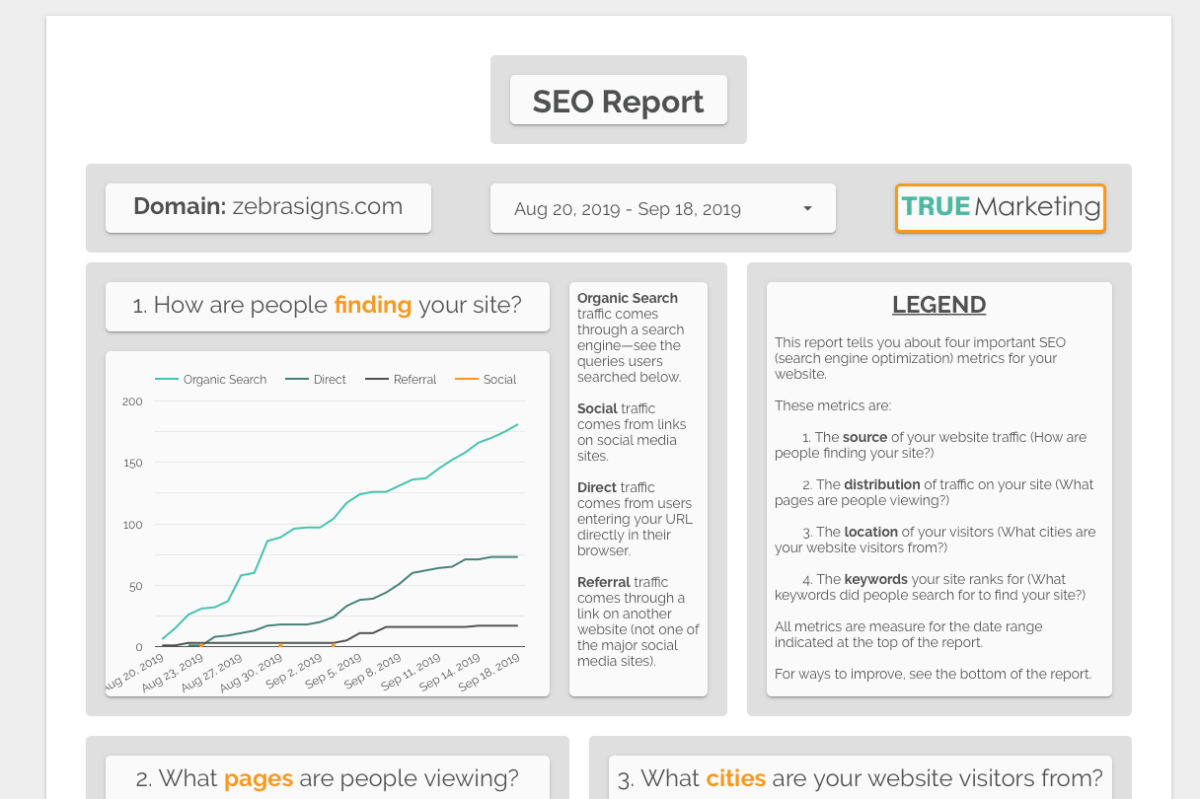 SEO Report
Domain: zebrasigns.com
Aug 20, 2019 - Sep 18, 2019
TRUE Marketing
1. How are people finding your site?
Organic Search
Direct
Referral
Social
200
150
100
50
0
Aug 20, 2019
Aug 23, 2019
Aug 27, 2019
Aug 30, 2019
Sep 2, 2019
Sep 5, 2019
Sep 8, 2019
Sep 11, 2019
Sep 14, 2019
Sep 18, 2019
Organic Search
traffic comes
through a search
engine—see the
queries users
searched below.
Social traffic
comes from links
on social media
sites.
Direct traffic
comes from users
entering your URL
directly in their
browser.
Referral traffic
comes through a
link on another
website (not one of
the major social
media sites).
LEGEND
This report tells you about four important SEO
(search engine optimization) metrics for your
website.
These metrics are:
1. The source of your website traffic (How are
people finding your site?)
2. The distribution of traffic on your site (What
pages are people viewing?)
3. The location of your visitors (What cities are
your website visitors from?)
4. The keywords your site ranks for (What
keywords did people search for to find your site?)
All metrics are measure for the date range
indicated at the top of the report.
For ways to improve, see the bottom of the report.
2. What pages are people viewing?
3. What cities are your website visitors from?